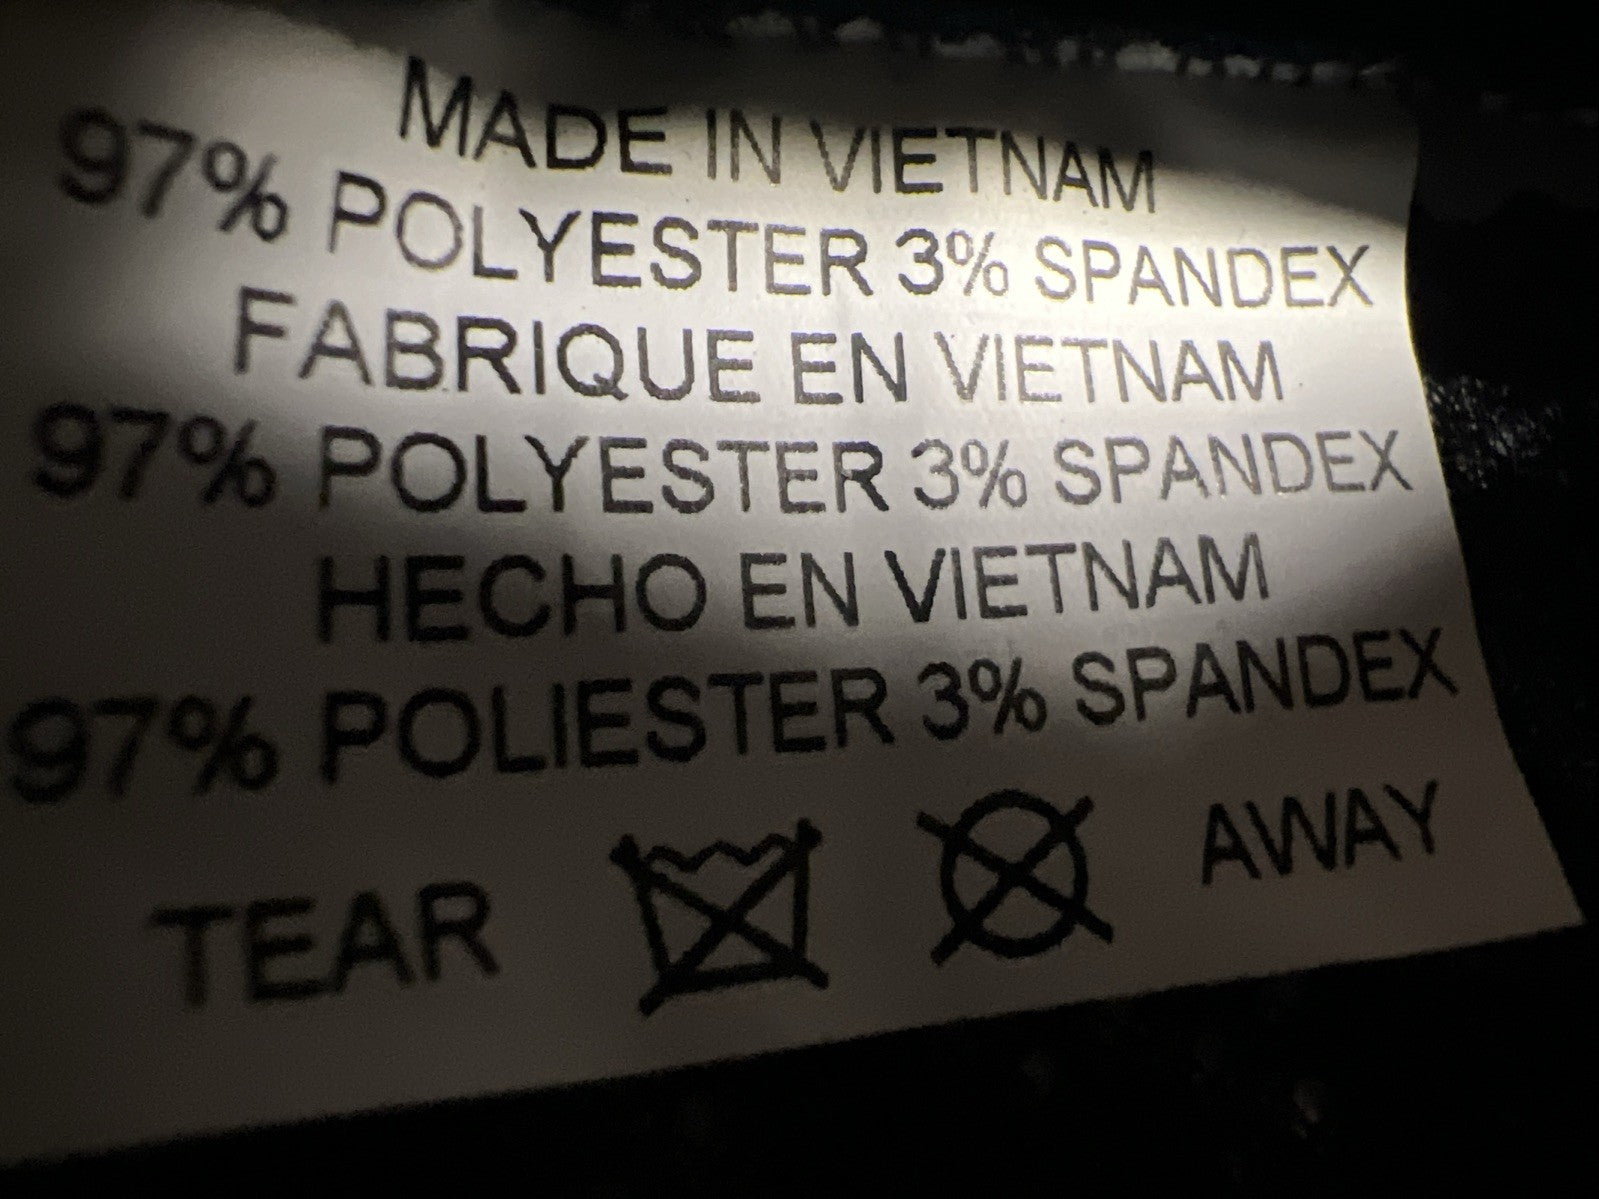 MADE IN VIETNAM
97% POLYESTER 3% SPANDEX
FABRIQUE EN VIETNAM
97% POLYESTER 3% SPANDEX
HECHO EN VIETNAM
97% POLIESTER 3% SPANDEX
TEAR AWAY